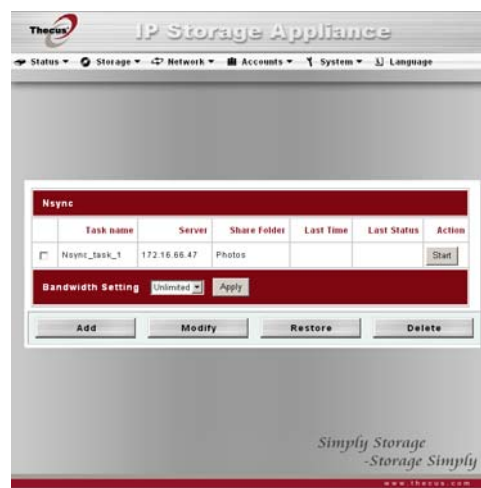 Thecus IP Storage Appliance
Status Storage Network Accounts System Language
Nsync
Task name Server Share Folder Last Time Last Status Action
Nsync_task_1 172.16.66.47 Photos Start
Bandwidth Setting Unlimited Apply
Add Modify Restore Delete
Simply Storage
-Storage Simply
www.thecus.com